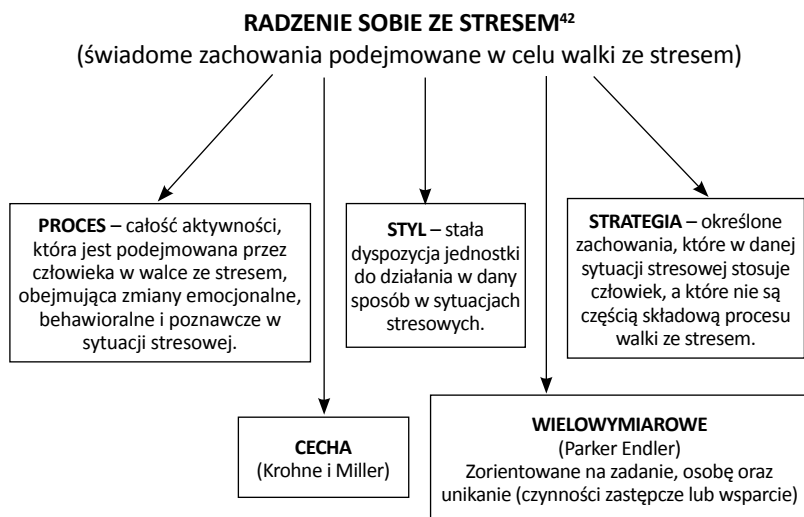 RADZENIE SOBIE ZE STRESEM⁴²
(świadome zachowania podejmowane w celu walki ze stresem)
PROCES – całość aktywności,
która jest podejmowana przez
człowieka w walce ze stresem,
obejmująca zmiany emocjonalne,
behawioralne i poznawcze w
sytuacji stresowej.
STYL – stała
dyspozycja jednostki
do działania w dany
sposób w sytuacjach
stresowych.
STRATEGIA – określone
zachowania, które w danej
sytuacji stresowej stosuje
człowiek, a które nie są
częścią składową procesu
walki ze stresem.
CECHA
(Krohne i Miller)
WIELOWYMIAROWE
(Parker Endler)
Zorientowane na zadanie, osobę oraz
unikanie (czynności zastępcze lub wsparcie)